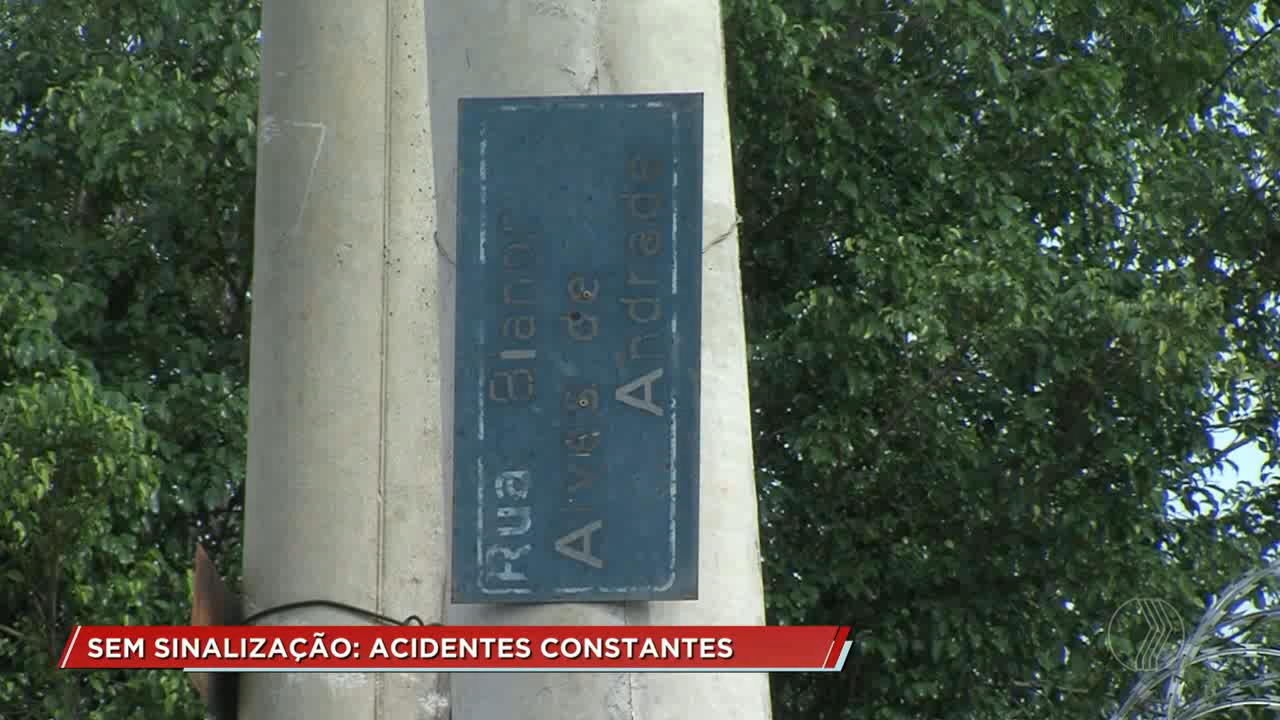 Rua Bianor
Alves de
Andrade
SEM SINALIZAÇÃO: ACIDENTES CONSTANTES